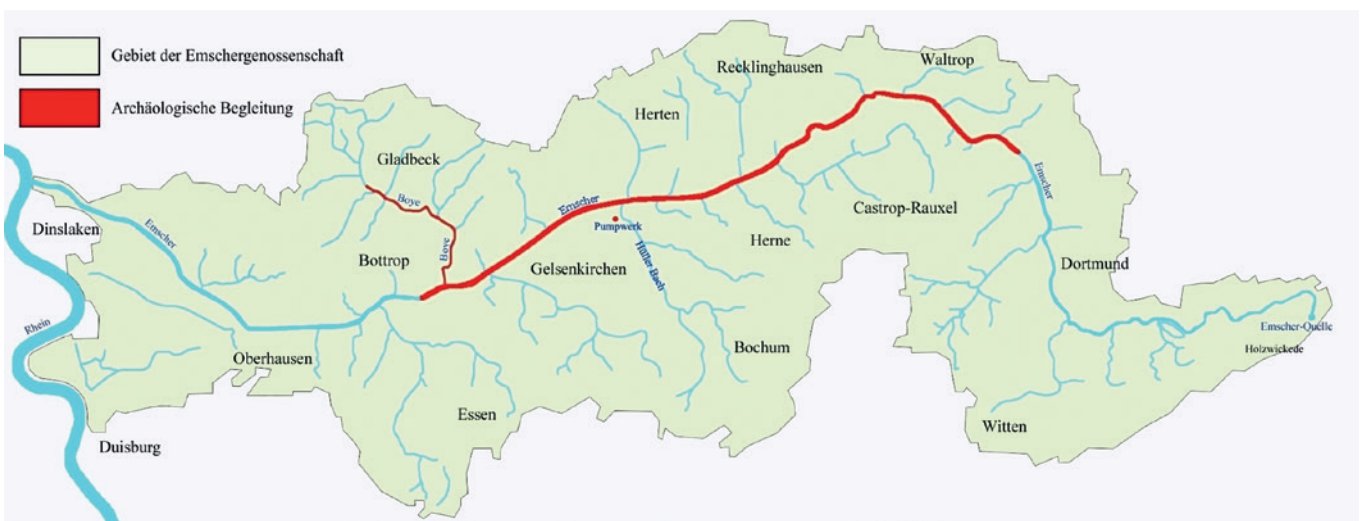 Gebiet der Emschergenossenschaft
Archäologische Begleitung
Waltrop
Recklinghausen
Herten
Gladbeck
Boye
Emscher
Emscher
Castrop-Rauxel
Dinslaken
Emscher
Pumpwerk
Boye
Herne
Bottrop
Gelsenkirchen
Hüller Bach
Dortmund
Rhein
Emscher-Quelle
Bochum
Holzwickede
Oberhausen
Essen
Witten
Duisburg